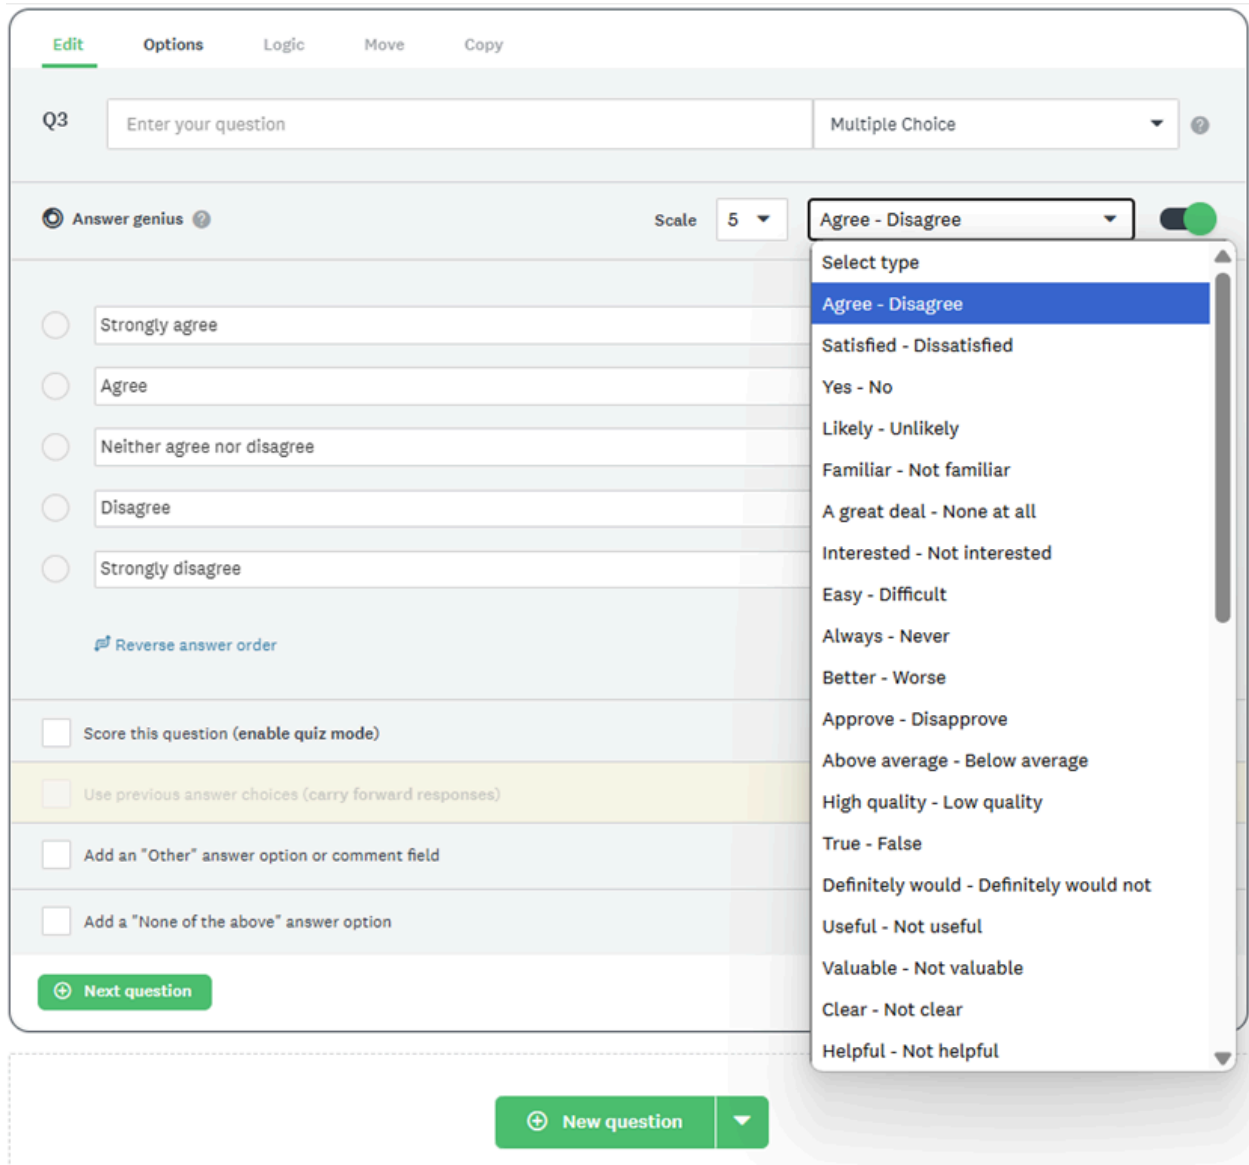 Edit Options Logic Move Copy
Q3 Enter your question Multiple Choice
Answer genius Scale 5 Agree - Disagree
Select type
Agree - Disagree
Satisfied - Dissatisfied
Yes - No
Likely - Unlikely
Familiar - Not familiar
A great deal - None at all
Interested - Not interested
Easy - Difficult
Always - Never
Better - Worse
Approve - Disapprove
Above average - Below average
High quality - Low quality
True - False
Definitely would - Definitely would not
Useful - Not useful
Valuable - Not valuable
Clear - Not clear
Helpful - Not helpful
Strongly agree
Agree
Neither agree nor disagree
Disagree
Strongly disagree
Reverse answer order
Score this question (enable quiz mode)
Use previous answer choices (carry forward responses)
Add an "Other" answer option or comment field
Add a "None of the above" answer option
Next question
New question